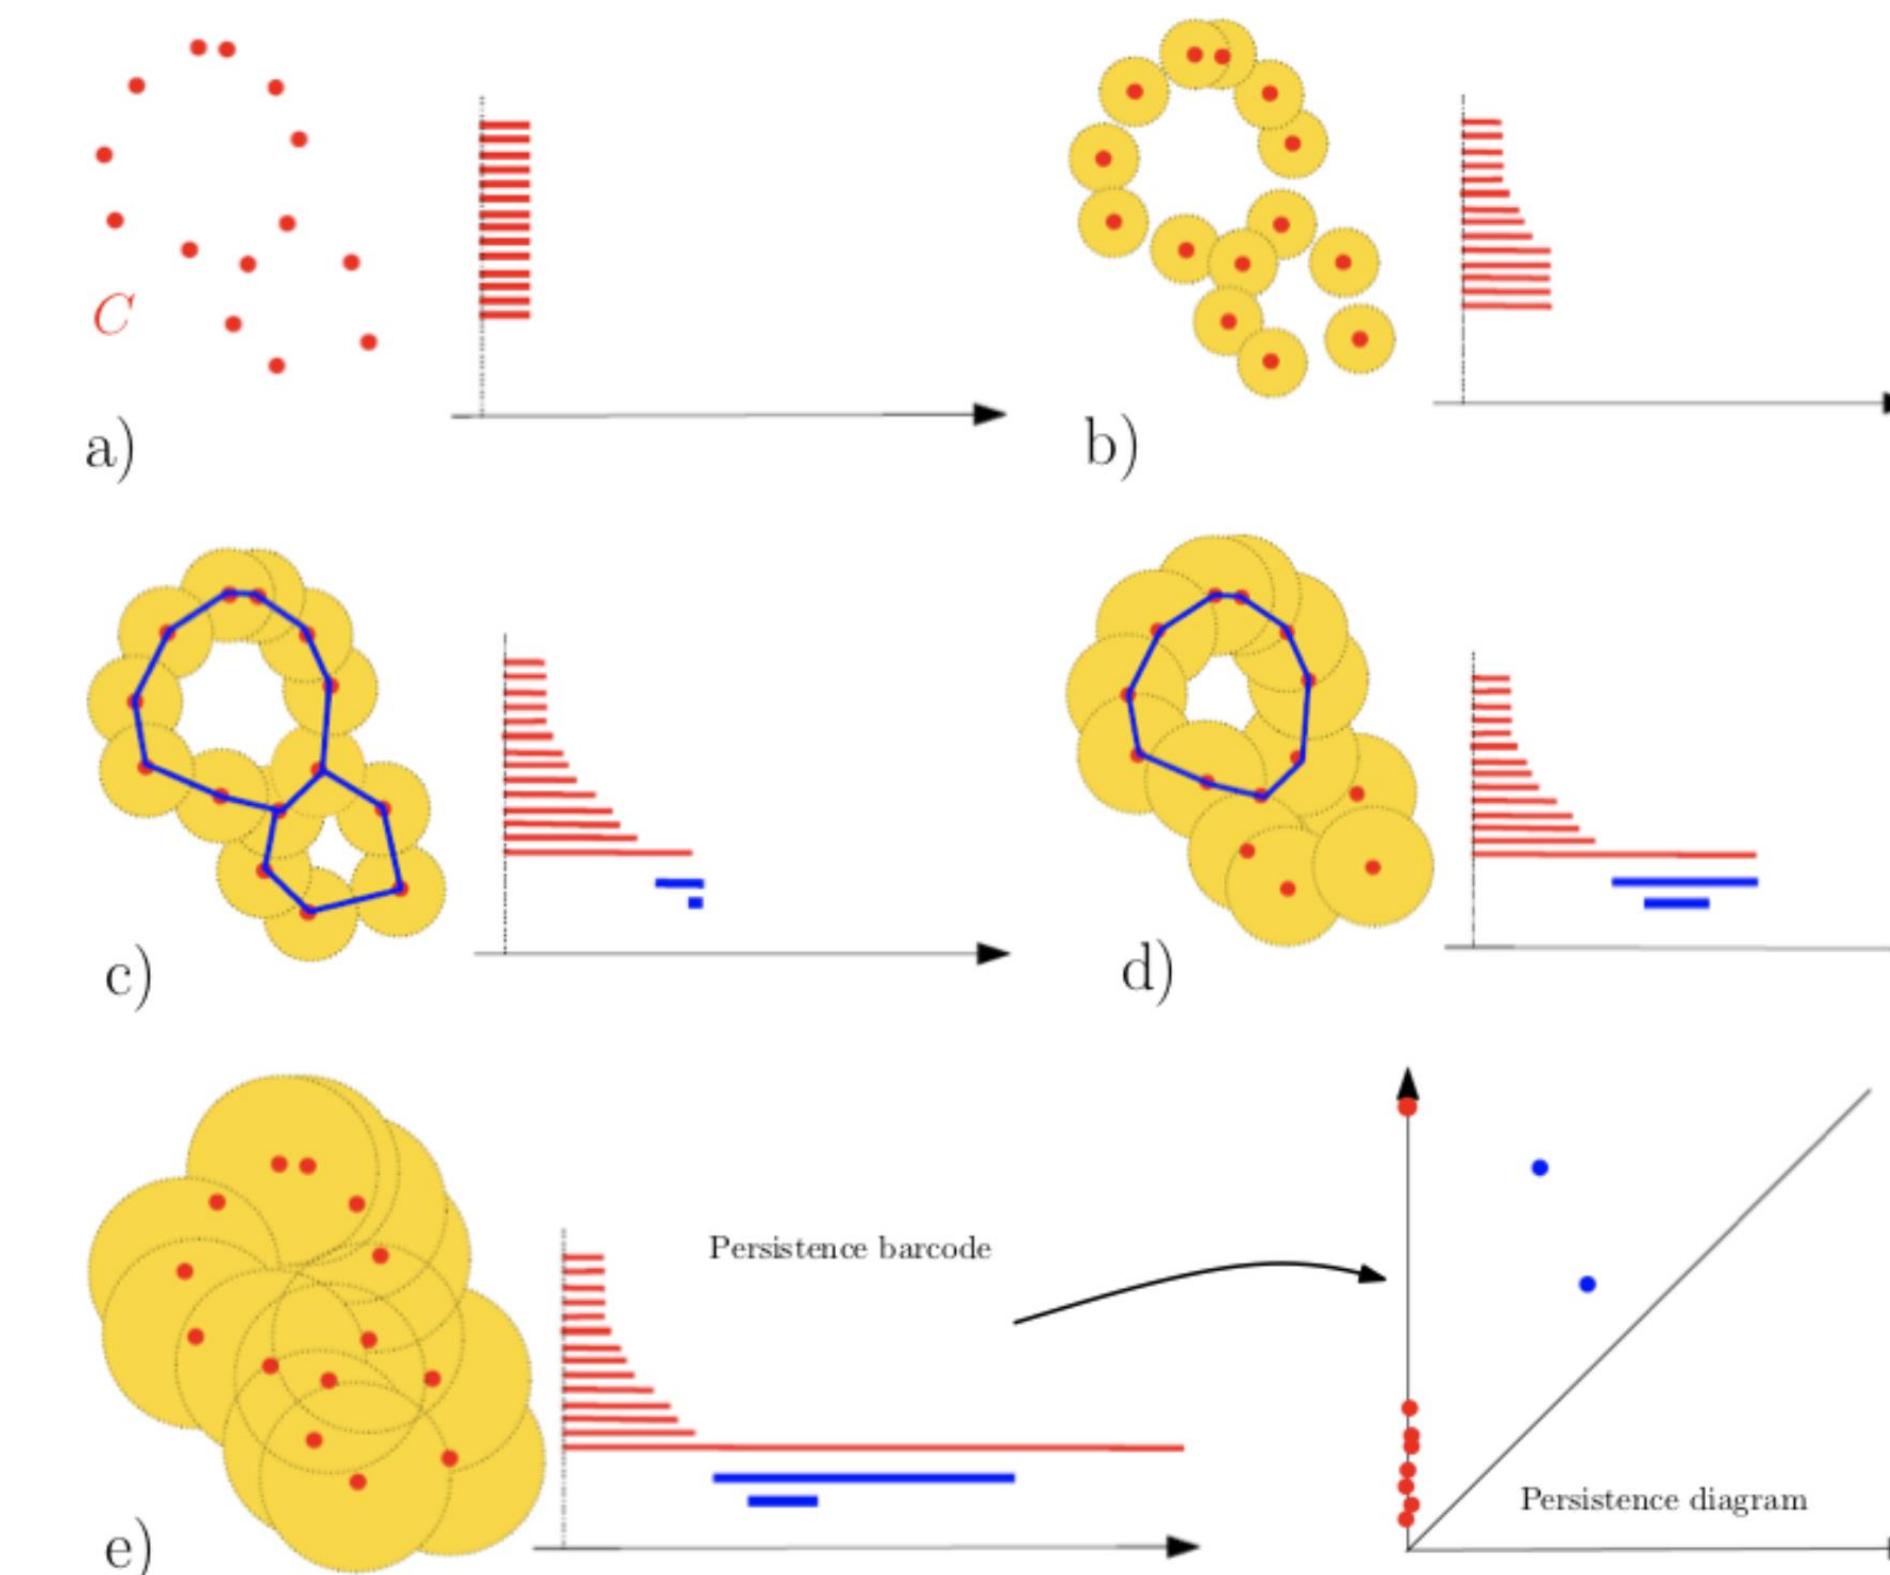 C
a)
b)
c)
d)
Persistence barcode
Persistence diagram
e)